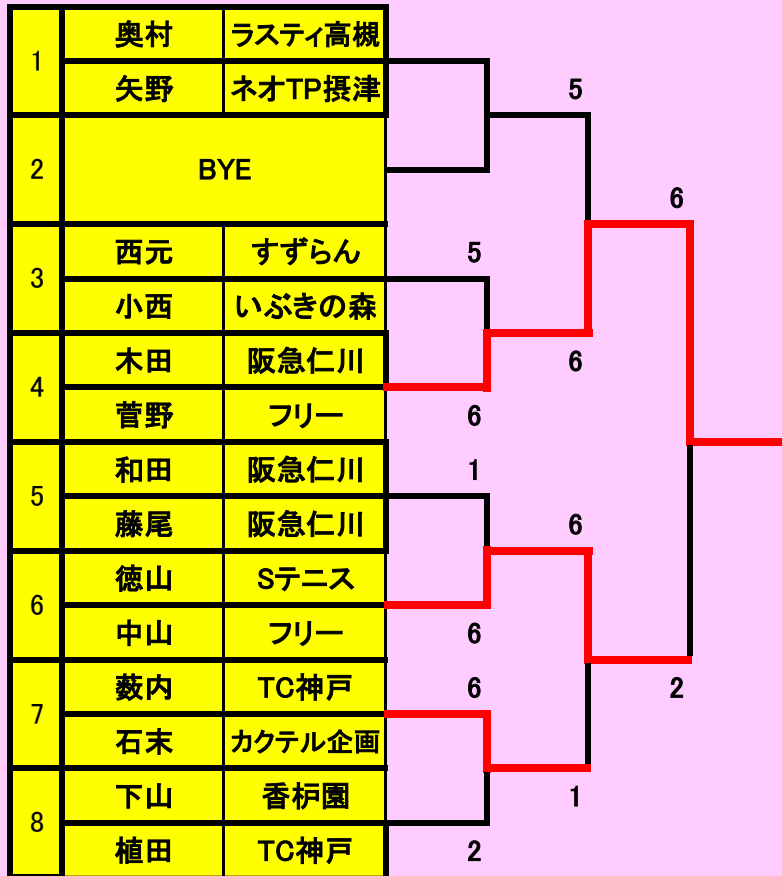 1
奥村 ラスティ高槻
矢野 ネオTP摂津
5
2
BYE
6
3
西元 すずらん
5
小西 いぶきの森
4
木田 阪急仁川
6
菅野 フリー
6
5
和田 阪急仁川
1
藤尾 阪急仁川
6
6
徳山 Sテニス
中山 フリー
6
7
薮内 TC神戸
6
2
石末 カクテル企画
8
下山 香枦園
1
植田 TC神戸
2